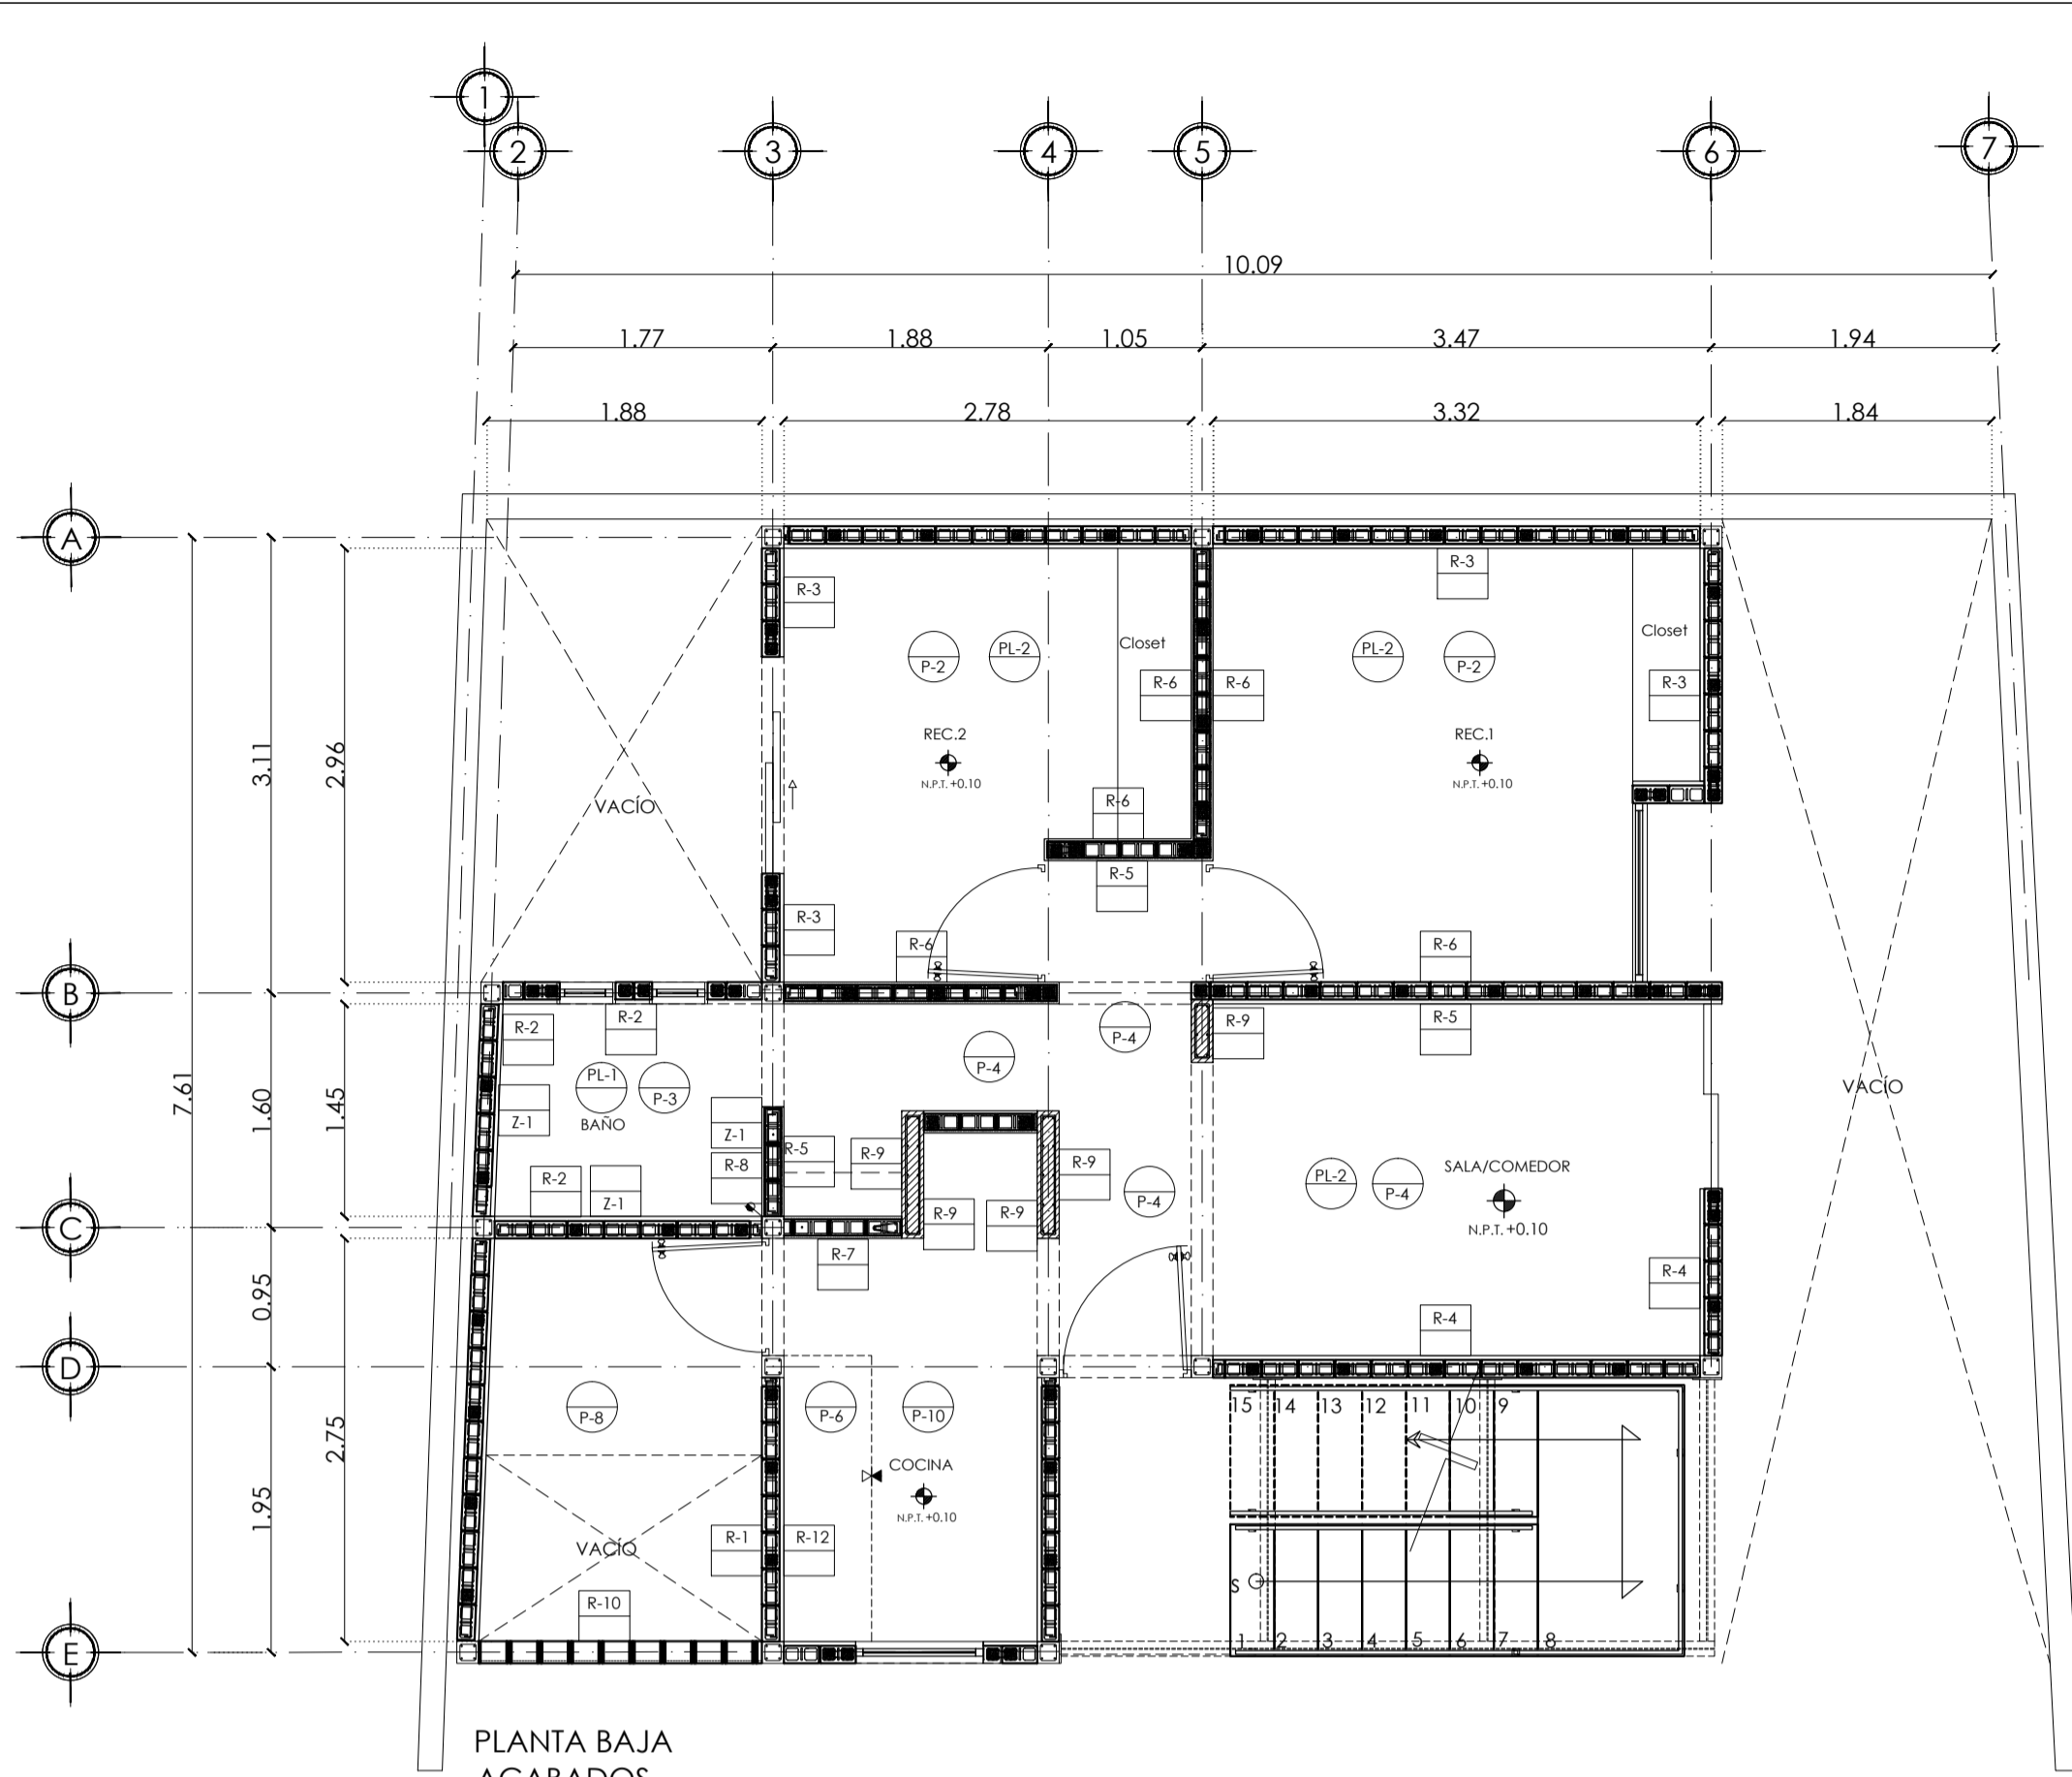 1
2
3
4
5
6
7
10.09
1.77
1.88
1.05
3.47
1.94
1.88
2.78
3.32
1.84
A
B
C
D
E
7.61
3.11
1.60
0.95
1.95
2.96
1.45
2.75
R-3
R-3
P-2
PL-2
Closet
PL-2
P-2
Closet
R-6
R-6
R-3
REC.2
N.P.T. +0.10
REC.1
N.P.T. +0.10
VACÍO
R-6
R-5
R-3
R-6
R-6
R-2
R-2
P-4
P-4
R-9
R-5
PL-1
P-3
Z-1
BAÑO
Z-1
R-8
R-5
R-9
R-9
R-2
Z-1
R-9
R-9
P-4
PL-2
P-4
SALA/COMEDOR
N.P.T. +0.10
VACÍO
R-7
R-4
R-4
P-8
P-6
P-10
COCINA
N.P.T. +0.10
15 14 13 12 11 10 9
VACÍO
R-1
R-12
R-10
S
1 2 3 4 5 6 7 8
PLANTA BAJA
ACABADOS